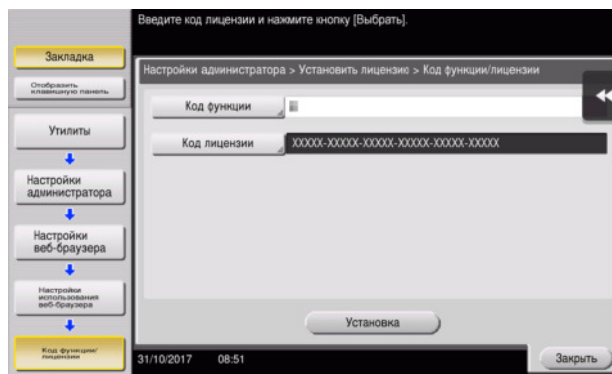 Введите код лицензии и нажмите кнопку [Выбрать].
Закладка
Отобразить
клавишную панель
Утилиты
Настройки
администратора
Настройки
веб-браузера
Настройки
использования
веб-браузера
Код функции/
лицензии
Настройки администратора > Установить лицензию > Код функции/лицензии
Код функции
Код лицензии
XXXXX-XXXXX-XXXXX-XXXXX-XXXXX-XXXXX
Установка
31/10/2017 08:51
Закрыть